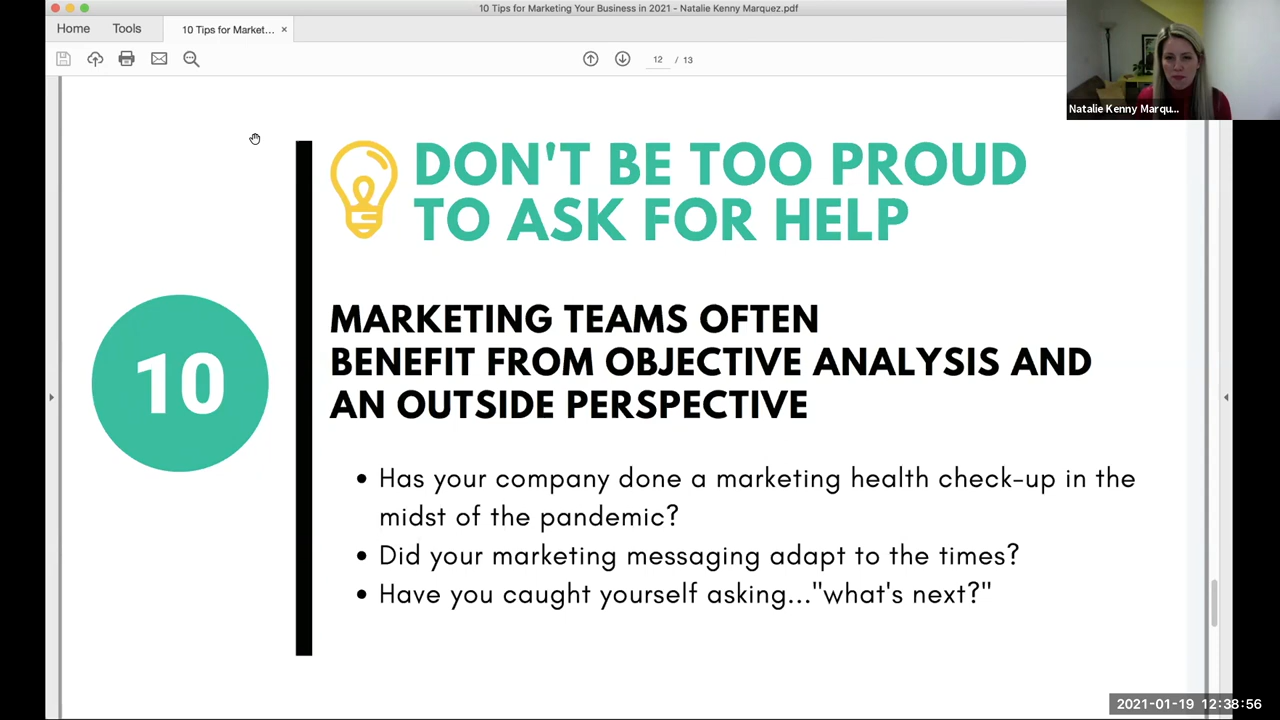 10 Tips for Marketing Your Business in 2021 - Natalie Kenny Marquez.pdf
Home Tools 10 Tips for Market... ×
12 / 13
Natalie Kenny Marqu...
DON'T BE TOO PROUD
TO ASK FOR HELP
MARKETING TEAMS OFTEN
BENEFIT FROM OBJECTIVE ANALYSIS AND
AN OUTSIDE PERSPECTIVE
10
• Has your company done a marketing health check-up in the
midst of the pandemic?
• Did your marketing messaging adapt to the times?
• Have you caught yourself asking..."what's next?"
2021-01-19 12:38:56